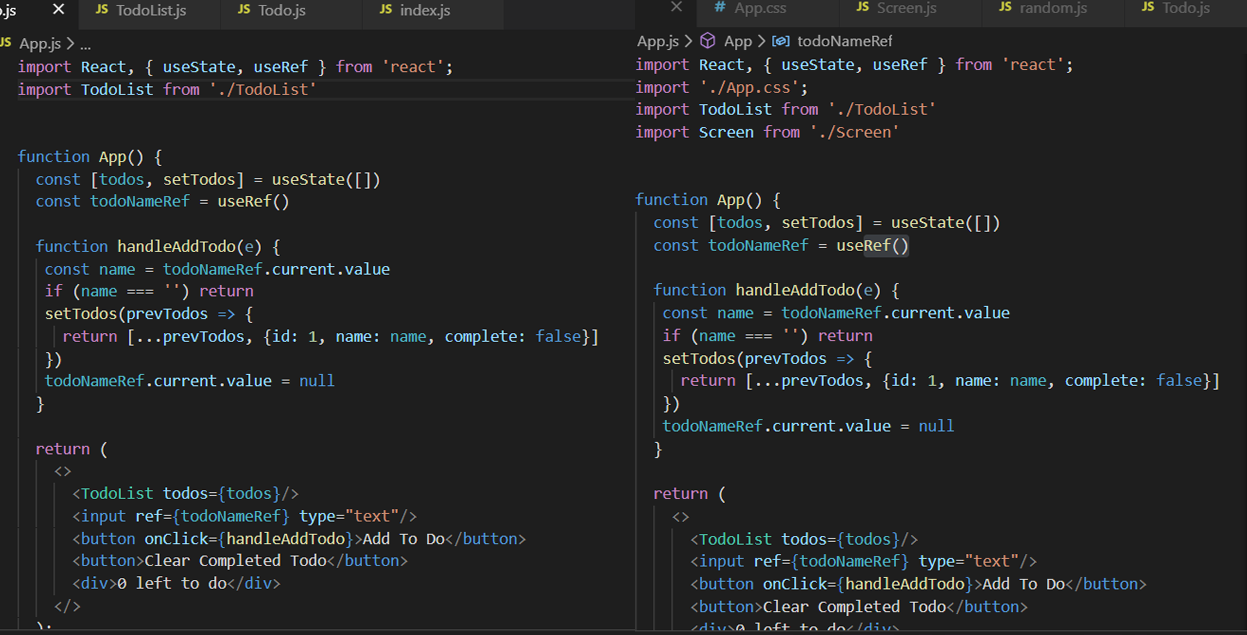 .js
JS TodoList.js
JS Todo.js
JS index.js
JS App.js > ...
import React, { useState, useRef } from 'react';
import TodoList from './TodoList'
function App() {
const [todos, setTodos] = useState([])
const todoNameRef = useRef()
function handleAddTodo(e) {
const name = todoNameRef.current.value
if (name === '') return
setTodos(prevTodos => {
return [...prevTodos, {id: 1, name: name, complete: false}]
})
todoNameRef.current.value = null
}
return (
<>
<TodoList todos={todos}/>
<input ref={todoNameRef} type="text"/>
<button onClick={handleAddTodo}>Add To Do</button>
<button>Clear Completed Todo</button>
<div>0 left to do</div>
</>
);
# App.css
JS Screen.js
JS random.js
JS Todo.js
App.js > App > todoNameRef
import React, { useState, useRef } from 'react';
import './App.css';
import TodoList from './TodoList'
import Screen from './Screen'
function App() {
const [todos, setTodos] = useState([])
const todoNameRef = useRef()
function handleAddTodo(e) {
const name = todoNameRef.current.value
if (name === '') return
setTodos(prevTodos => {
return [...prevTodos, {id: 1, name: name, complete: false}]
})
todoNameRef.current.value = null
}
return (
<>
<TodoList todos={todos}/>
<input ref={todoNameRef} type="text"/>
<button onClick={handleAddTodo}>Add To Do</button>
<button>Clear Completed Todo</button>
<div>0 left to do</div>